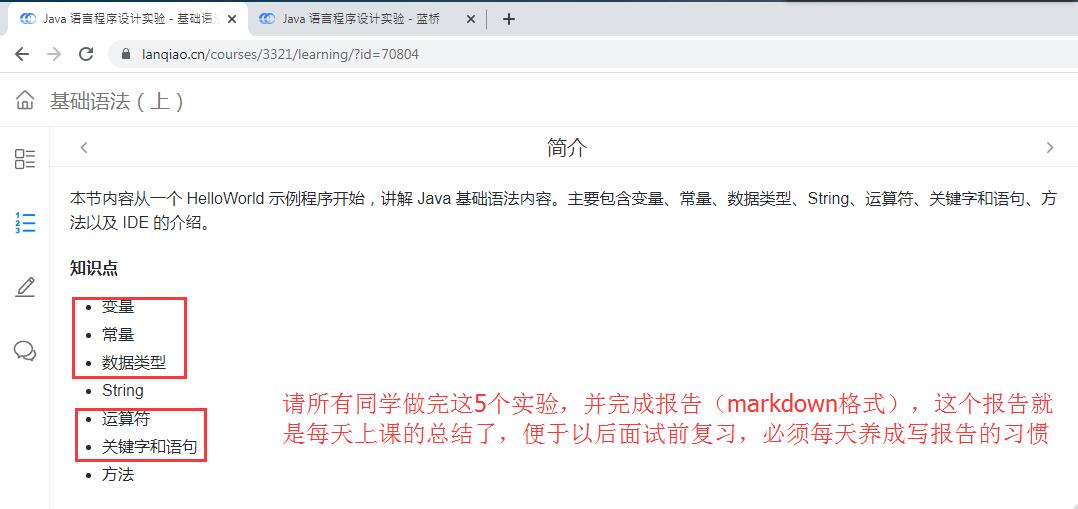 Java 语言程序设计实验 - 基础语法
Java 语言程序设计实验 - 蓝桥
lanqiao.cn/courses/3321/learning/?id=70804
基础语法（上）
简介
本节内容从一个 HelloWorld 示例程序开始，讲解 Java 基础语法内容。主要包含变量、常量、数据类型、String、运算符、关键字和语句、方
法以及 IDE 的介绍。
知识点
变量
常量
数据类型
String
运算符
关键字和语句
方法
请所有同学做完这5个实验，并完成报告（markdown格式），这个报告就
是每天上课的总结了，便于以后面试前复习，必须每天养成写报告的习惯